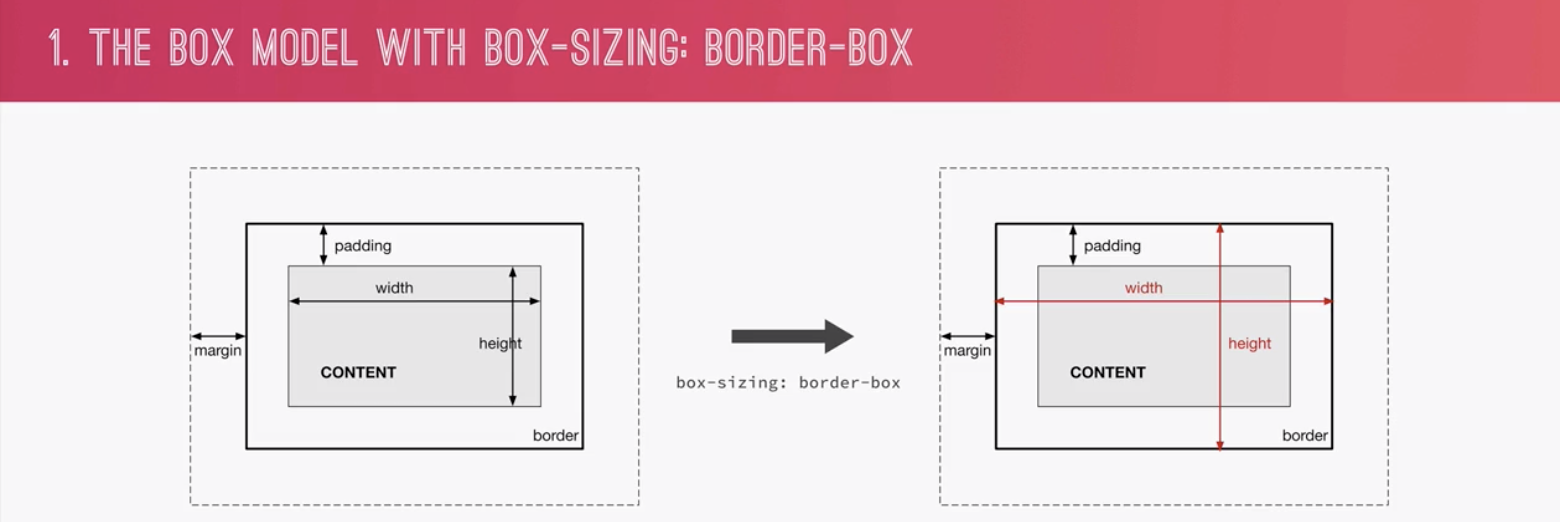 1. THE BOX MODEL WITH BOX-SIZING: BORDER-BOX
padding
width
height
margin
CONTENT
border
box-sizing: border-box
padding
width
height
margin
CONTENT
border